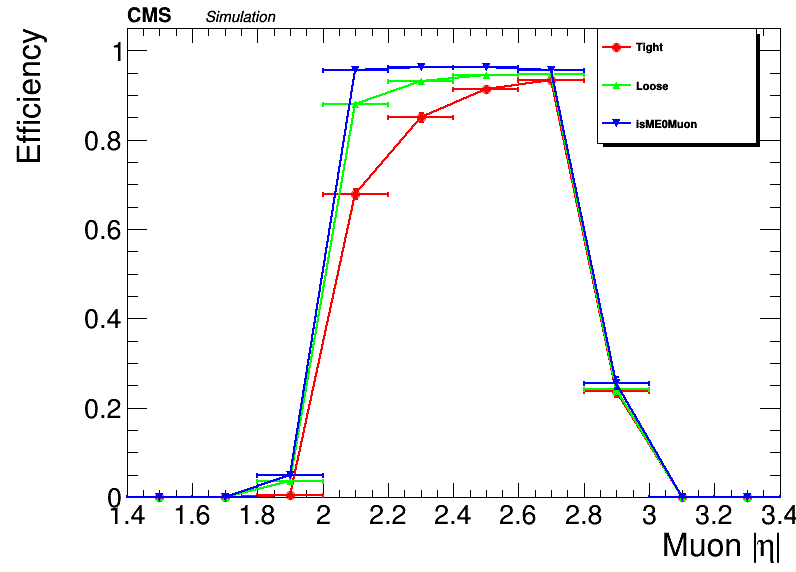 CMS Simulation
Efficiency
1
0.8
0.6
0.4
0.2
0
Tight
Loose
isME0Muon
1.4 1.6 1.8 2 2.2 2.4 2.6 2.8 3 3.2 3.4
Muon |η|